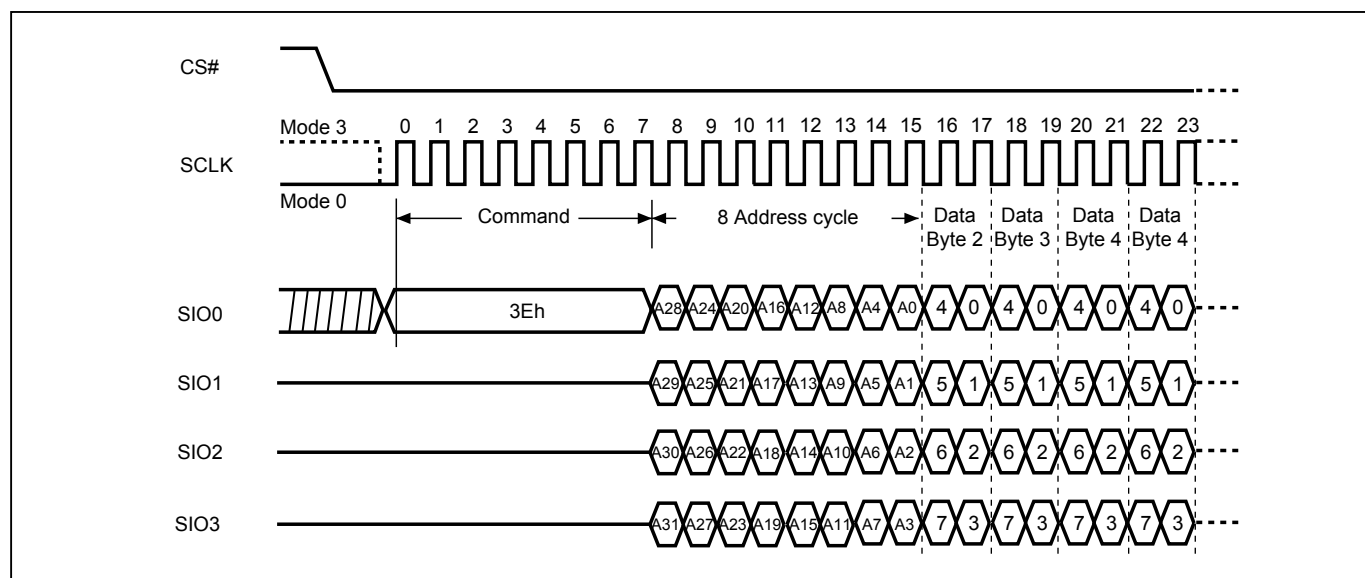 CS#
Mode 3
0 1 2 3 4 5 6 7 8 9 10 11 12 13 14 15 16 17 18 19 20 21 22 23
SCLK
Mode 0
Command
8 Address cycle
Data Byte 2
Data Byte 3
Data Byte 4
Data Byte 4
SIO0 3Eh A28 A24 A20 A16 A12 A8 A4 A0 4 0 4 0 4 0 4 0
SIO1 A29 A25 A21 A17 A13 A9 A5 A1 5 1 5 1 5 1 5 1
SIO2 A30 A26 A22 A18 A14 A10 A6 A2 6 2 6 2 6 2 6 2
SIO3 A31 A27 A23 A19 A15 A11 A7 A3 7 3 7 3 7 3 7 3